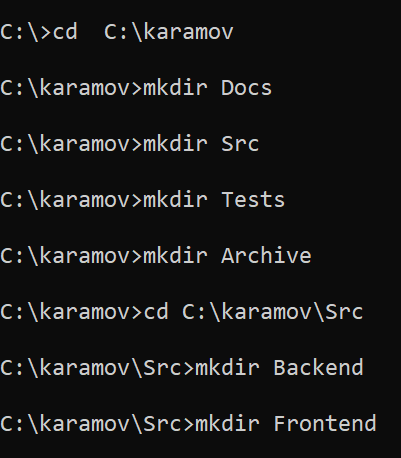 C:\>cd  C:\karamov
C:\karamov>mkdir Docs
C:\karamov>mkdir Src
C:\karamov>mkdir Tests
C:\karamov>mkdir Archive
C:\karamov>cd C:\karamov\Src
C:\karamov\Src>mkdir Backend
C:\karamov\Src>mkdir Frontend